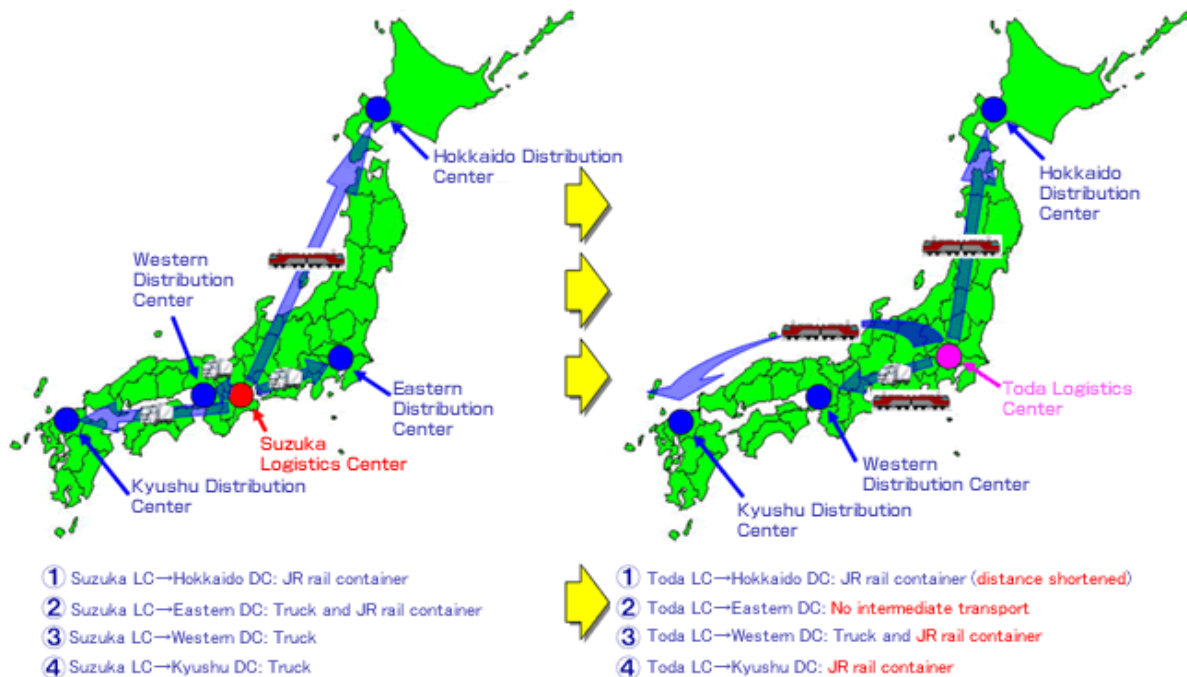 Hokkaido Distribution
Center
Western
Distribution
Center
Eastern
Distribution
Center
Suzuka
Logistics Center
Kyushu Distribution
Center
① Suzuka LC→Hokkaido DC: JR rail container
② Suzuka LC→Eastern DC: Truck and JR rail container
③ Suzuka LC→Western DC: Truck
④ Suzuka LC→Kyushu DC: Truck
Hokkaido
Distribution
Center
Toda Logistics
Center
Western
Distribution Center
Kyushu Distribution
Center
① Toda LC→Hokkaido DC: JR rail container (distance shortened)
② Toda LC→Eastern DC: No intermediate transport
③ Toda LC→Western DC: Truck and JR rail container
④ Toda LC→Kyushu DC: JR rail container